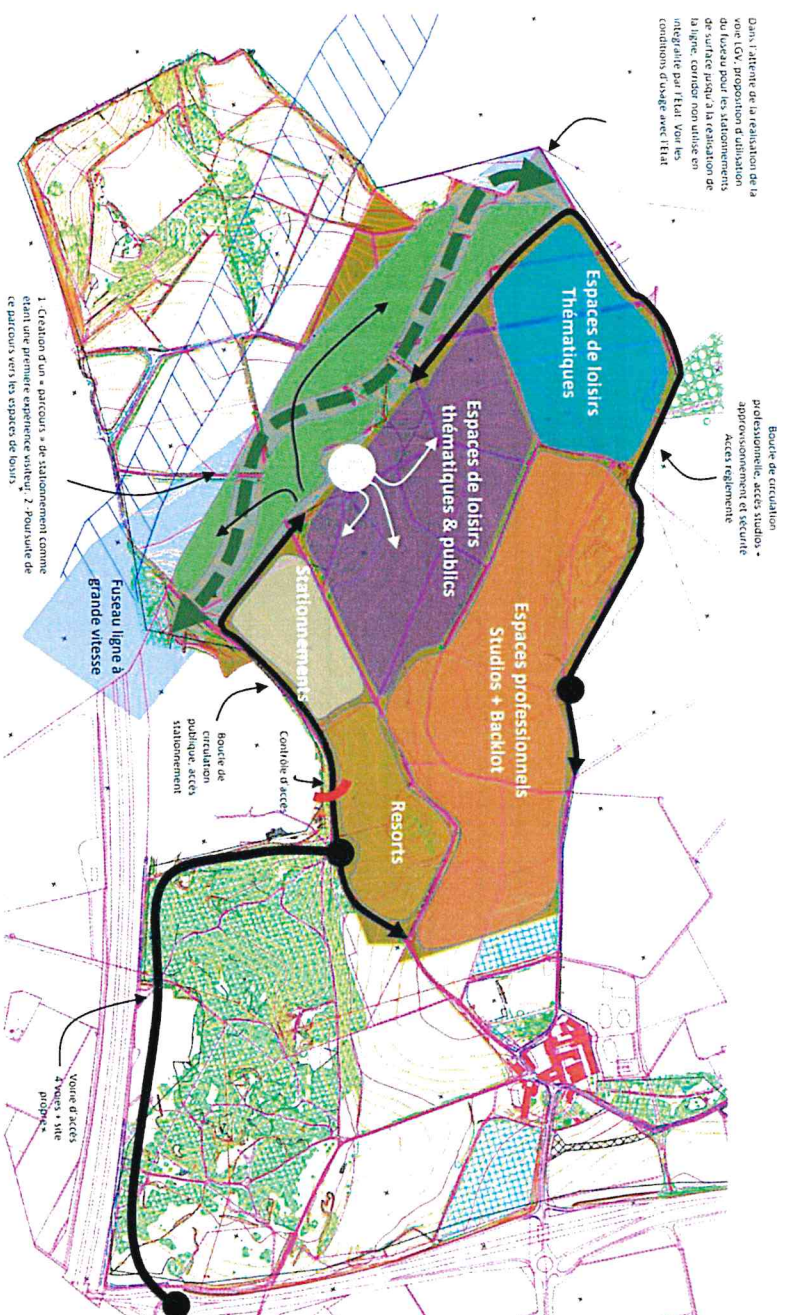 Dans l'attente de la réalisation de la
voie LGV, proposition d'utilisation
du fuseau pour les stationnements
de surface jusqu'à la réalisation de
la ligne, corridor non utilisé en
intégralité par l'État. Voir les
conditions d'usage avec l'État
Boucle de circulation
professionnelle, accès studios +
approvisionnement et sécurité
Accès réglementé
Espaces de loisirs
Thématiques
Espaces de loisirs
thématiques & publics
Espaces professionnels
Studios + Backlot
Stationnements
Resorts
Contrôle d'accès
Boucle de
circulation
publique, accès
stationnement
Fuseau ligne à
grande vitesse
1 -Création d'un « parcours » de stationnement comme
étant une première expérience visiteur. 2 -Poursuite de
ce parcours vers les espaces de loisirs
Voirie d'accès
4 voies + site
propre